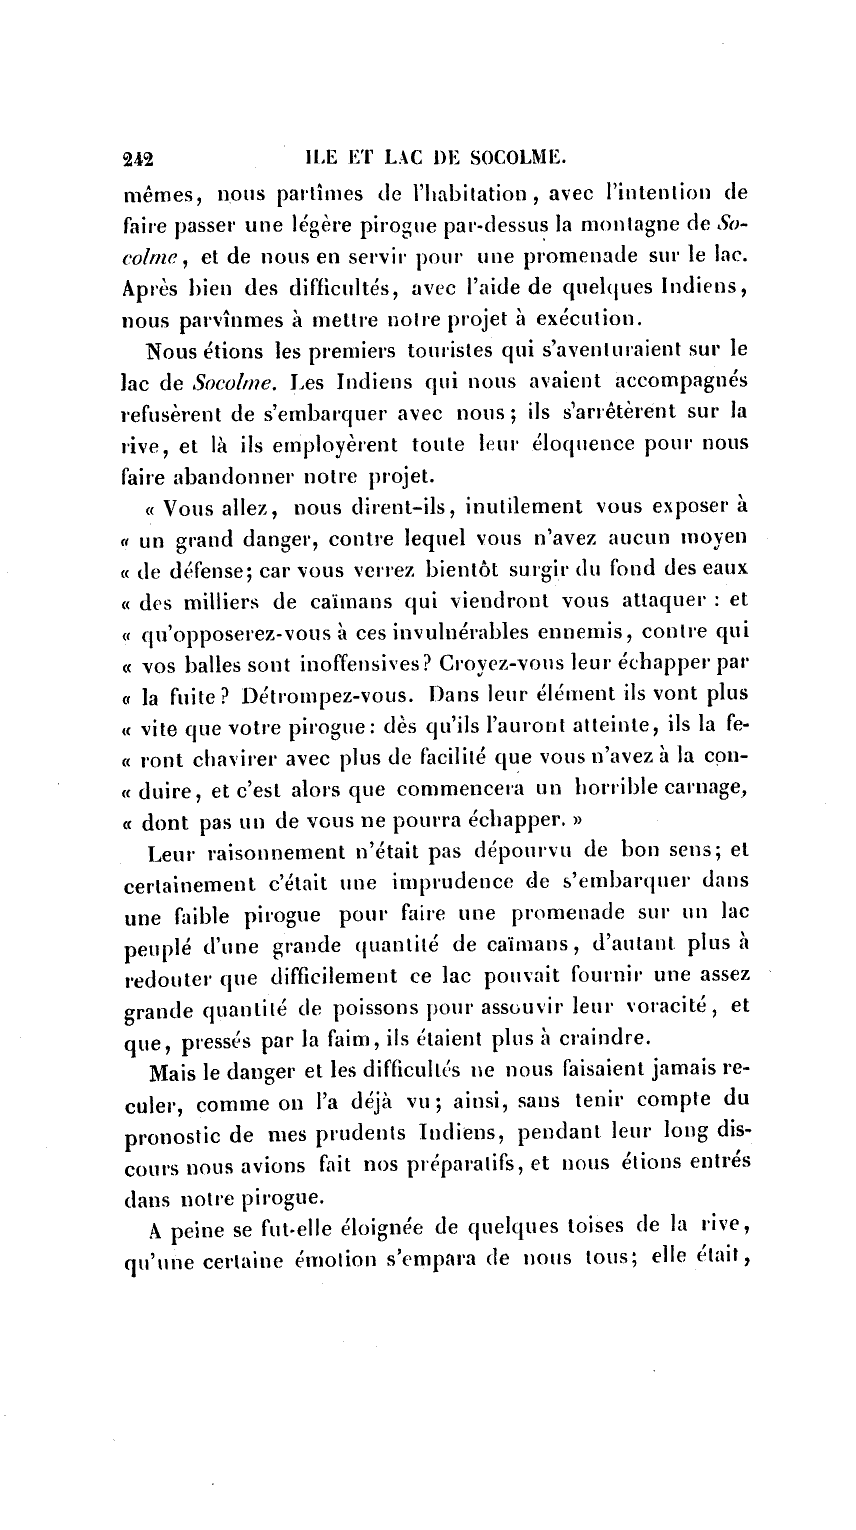 242 ILE ET LAC DE SOCOLME.
mêmes, nous partîmes de l'habitation, avec l'intention de
faire passer une légère pirogue par-dessus la montagne de So-
colme, et de nous en servir pour une promenade sur le lac.
Après bien des difficultés, avec l'aide de quelques Indiens,
nous parvînmes à mettre notre projet à exécution.
Nous étions les premiers touristes qui s'aventuraient sur le
lac de Socolme. Les Indiens qui nous avaient accompagnés
refusèrent de s'embarquer avec nous; ils s'arrêtèrent sur la
rive, et là ils employèrent toute leur éloquence pour nous
faire abandonner notre projet.
« Vous allez, nous dirent-ils, inutilement vous exposer à
« un grand danger, contre lequel vous n'avez aucun moyen
« de défense; car vous verrez bientôt surgir du fond des eaux
« des milliers de caïmans qui viendront vous attaquer : et
« qu'opposerez-vous à ces invulnérables ennemis, contre qui
« vos balles sont inoffensives? Croyez-vous leur échapper par
« la fuite? Détrompez-vous. Dans leur élément ils vont plus
« vite que votre pirogue: dès qu'ils l'auront atteinte, ils la fe-
« ront chavirer avec plus de facilité que vous n'avez à la con-
« duire, et c'est alors que commencera un horrible carnage,
« dont pas un de vous ne pourra échapper. »
Leur raisonnement n'était pas dépourvu de bon sens; et
certainement c'était une imprudence de s'embarquer dans
une faible pirogue pour faire une promenade sur un lac
peuplé d'une grande quantité de caïmans, d'autant plus à
redouter que difficilement ce lac pouvait fournir une assez
grande quantité de poissons pour assouvir leur voracité, et
que, pressés par la faim, ils étaient plus à craindre.
Mais le danger et les difficultés ne nous faisaient jamais re-
culer, comme on l'a déjà vu; ainsi, sans tenir compte du
pronostic de mes prudents Indiens, pendant leur long dis-
cours nous avions fait nos préparatifs, et nous étions entrés
dans notre pirogue.
A peine se fut-elle éloignée de quelques toises de la rive,
qu'une certaine émotion s'empara de nous tous; elle était,